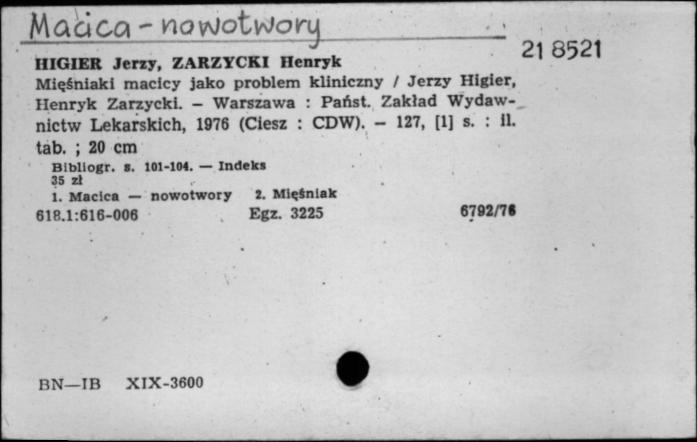 Macica - nowotwory
21 8521
HIGIER Jerzy, ZARZYCKI Henryk
Mięśniaki macicy jako problem kliniczny / Jerzy Higier,
Henryk Zarzycki. — Warszawa : Państ. Zakład Wydaw-
nictw Lekarskich, 1976 (Ciesz : CDW). — 127, [1] s. : il.
tab. ; 20 cm
Bibliogr. s. 101-104. — Indeks
35 zł
1. Macica — nowotwory 2. Mięśniak
618.1:616-006 Egz. 3225 6792/76
BN—IB XIX-3600